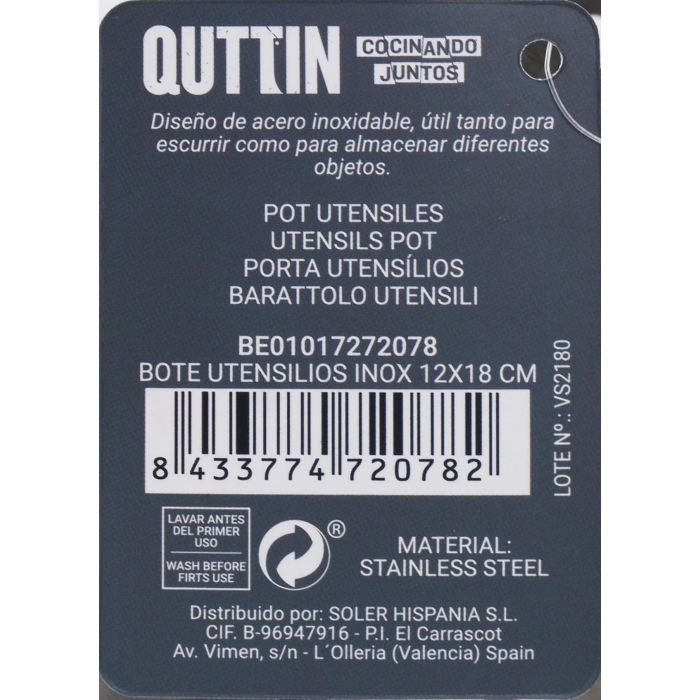 QUTTIN
COCINANDO
JUNTOS
Diseño de acero inoxidable, útil tanto para
escurrir como para almacenar diferentes
objetos.
POT UTENSILES
UTENSILS POT
PORTA UTENSÍLIOS
BARATTOLO UTENSILI
BE01017272078
BOTE UTENSILIOS INOX 12X18 CM
8 433774 720782
LOTE Nº.: VS2180
LAVAR ANTES
DEL PRIMER
USO
WASH BEFORE
FIRTS USE
®
MATERIAL:
STAINLESS STEEL
Distribuido por: SOLER HISPANIA S.L.
CIF. B-96947916 - P.I. El Carrascot
Av. Vimen, s/n - L´Olleria (Valencia) Spain